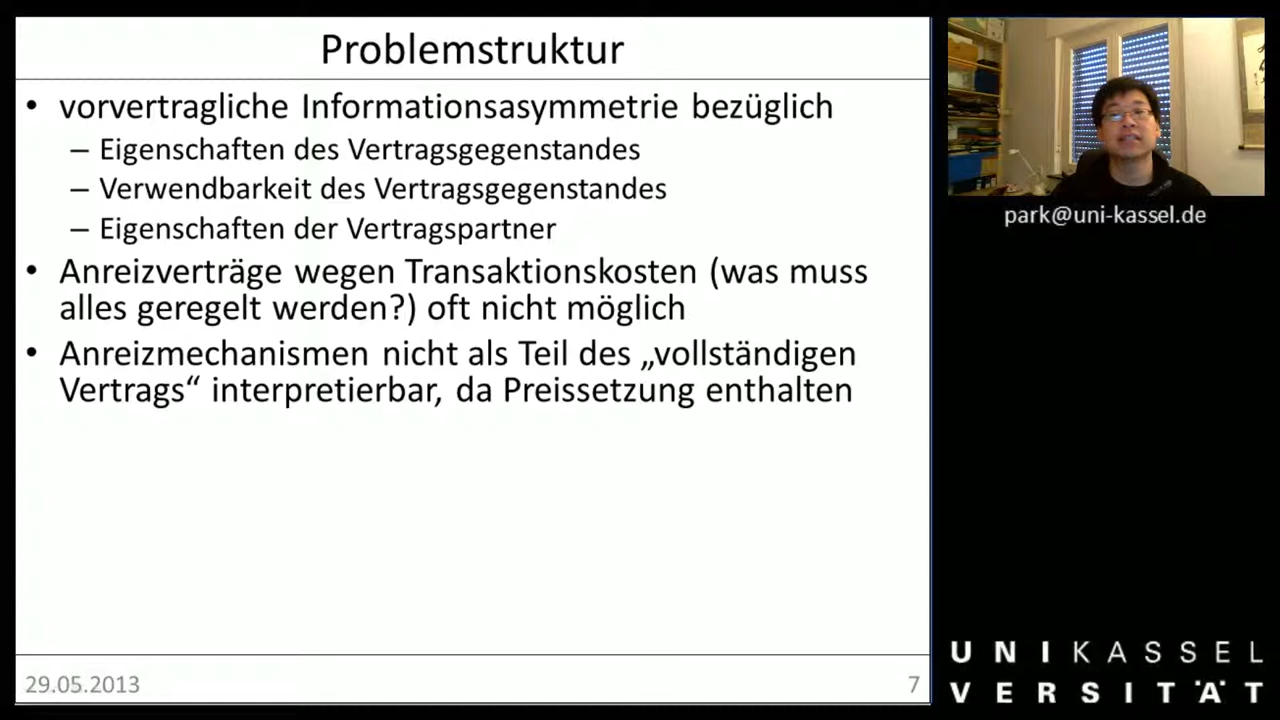 Problemstruktur
• vorvertragliche Informationsasymmetrie bezüglich
– Eigenschaften des Vertragsgegenstandes
– Verwendbarkeit des Vertragsgegenstandes
– Eigenschaften der Vertragspartner
• Anreizverträge wegen Transaktionskosten (was muss
alles geregelt werden?) oft nicht möglich
• Anreizmechanismen nicht als Teil des „vollständigen
Vertrags“ interpretierbar, da Preissetzung enthalten
29.05.2013
7
park@uni-kassel.de
UNIKASSEL
VERSITÄT